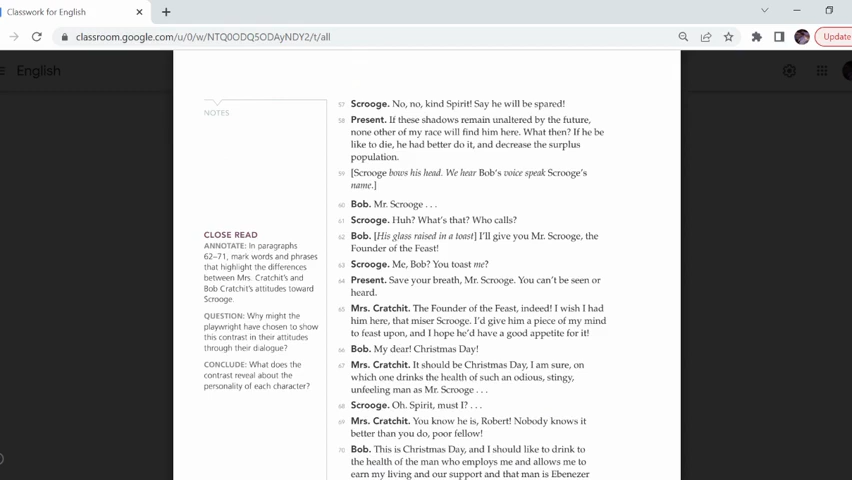 Classwork for English
classroom.google.com/u/0/w/NTQ0ODQ5ODAyNDY2/t/all
Update
English
NOTES
57 Scrooge. No, no, kind Spirit! Say he will be spared!
58 Present. If these shadows remain unaltered by the future,
none other of my race will find him here. What then? If he be
like to die, he had better do it, and decrease the surplus
population.
59 [Scrooge bows his head. We hear Bob's voice speak Scrooge's
name.]
60 Bob. Mr. Scrooge . . .
61 Scrooge. Huh? What's that? Who calls?
62 Bob. [His glass raised in a toast] I'll give you Mr. Scrooge, the
Founder of the Feast!
63 Scrooge. Me, Bob? You toast me?
64 Present. Save your breath, Mr. Scrooge. You can't be seen or
heard.
65 Mrs. Cratchit. The Founder of the Feast, indeed! I wish I had
him here, that miser Scrooge. I'd give him a piece of my mind
to feast upon, and I hope he'd have a good appetite for it!
66 Bob. My dear! Christmas Day!
67 Mrs. Cratchit. It should be Christmas Day, I am sure, on
which one drinks the health of such an odious, stingy,
unfeeling man as Mr. Scrooge . . .
68 Scrooge. Oh. Spirit, must I? . . .
69 Mrs. Cratchit. You know he is, Robert! Nobody knows it
better than you do, poor fellow!
70 Bob. This is Christmas Day, and I should like to drink to
the health of the man who employs me and allows me to
earn my living and our support and that man is Ebenezer
CLOSE READ
ANNOTATE: In paragraphs
62–71, mark words and phrases
that highlight the differences
between Mrs. Cratchit's and
Bob Cratchit's attitudes toward
Scrooge.
QUESTION: Why might the
playwright have chosen to show
this contrast in their attitudes
through their dialogue?
CONCLUDE: What does the
contrast reveal about the
personality of each character?